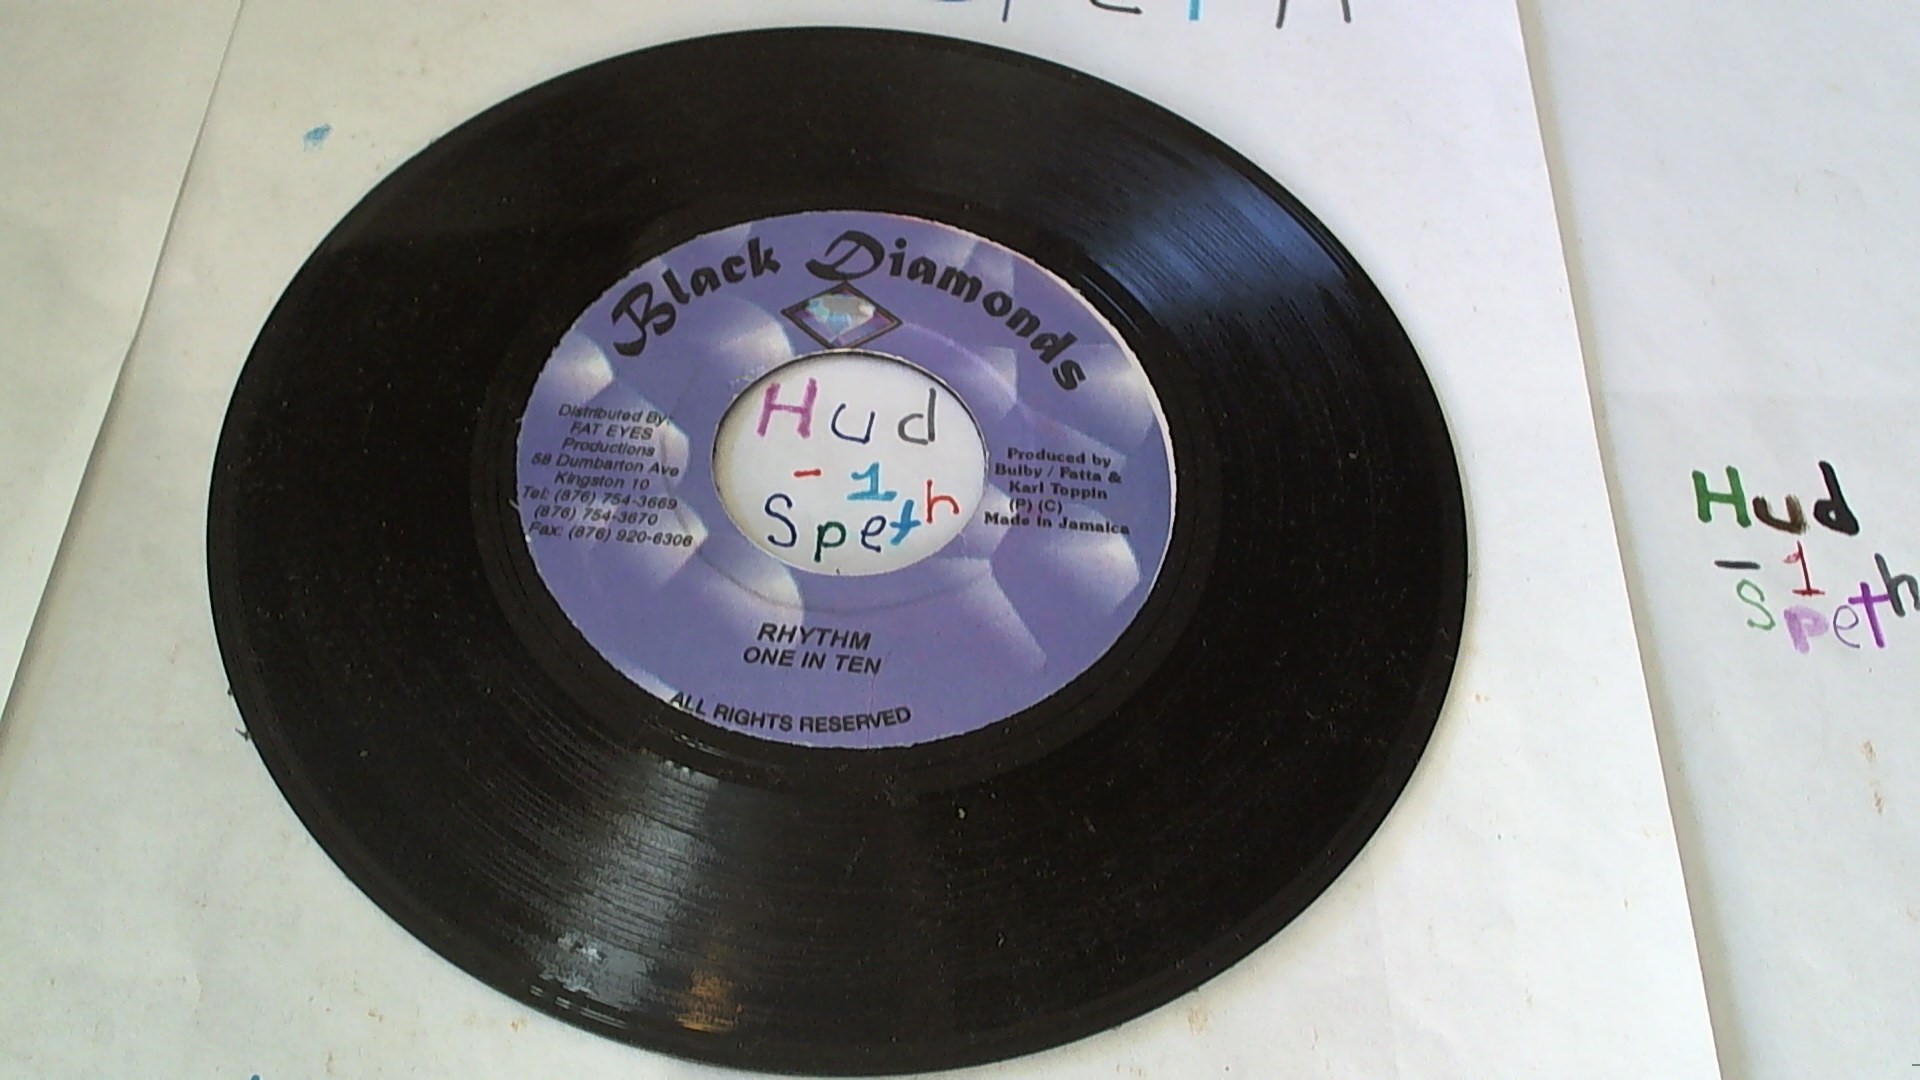 Black Diamonds
Distributed By:
FAT EYES
Productions
58 Dumbarton Ave
Kingston 10
Tel: (876) 754-3669
(876) 754-3670
Fax: (876) 920-6306
Hud
- 1
Speth
Produced by
Bulby / Fatta &
Karl Toppin
(P) (C)
Made in Jamaica
RHYTHM
ONE IN TEN
ALL RIGHTS RESERVED
Hud
- 1
Speth